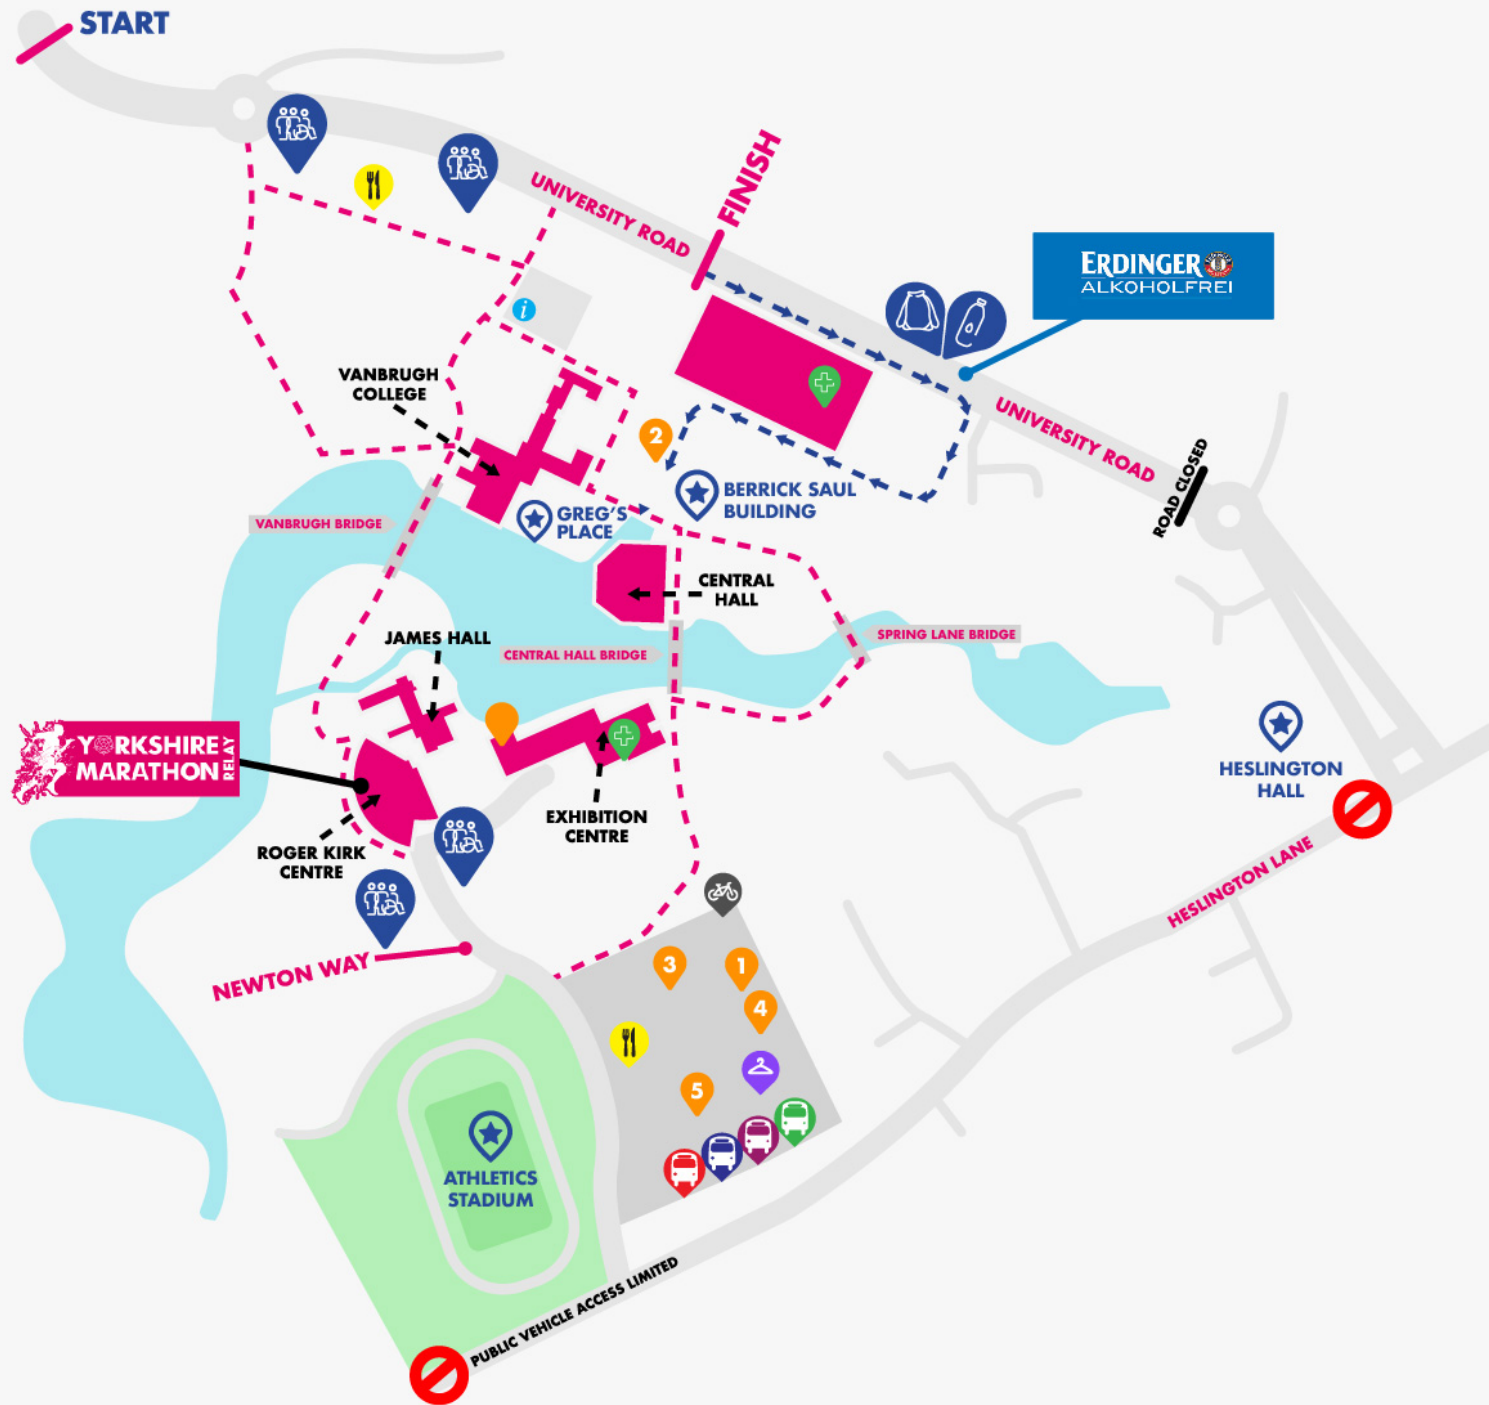 START
FINISH
UNIVERSITY ROAD
ERDINGER
ALKOHOLFREI
i
VANBRUGH
COLLEGE
2
UNIVERSITY ROAD
ROAD CLOSED
BERRICK SAUL
BUILDING
GREG'S
PLACE
VANBRUGH BRIDGE
CENTRAL
HALL
JAMES HALL
CENTRAL HALL BRIDGE
SPRING LANE BRIDGE
YORKSHIRE
MARATHON
RELAY
HESLINGTON
HALL
EXHIBITION
CENTRE
ROGER KIRK
CENTRE
HESLINGTON LANE
NEWTON WAY
3
1
4
5
ATHLETICS
STADIUM
PUBLIC VEHICLE ACCESS LIMITED